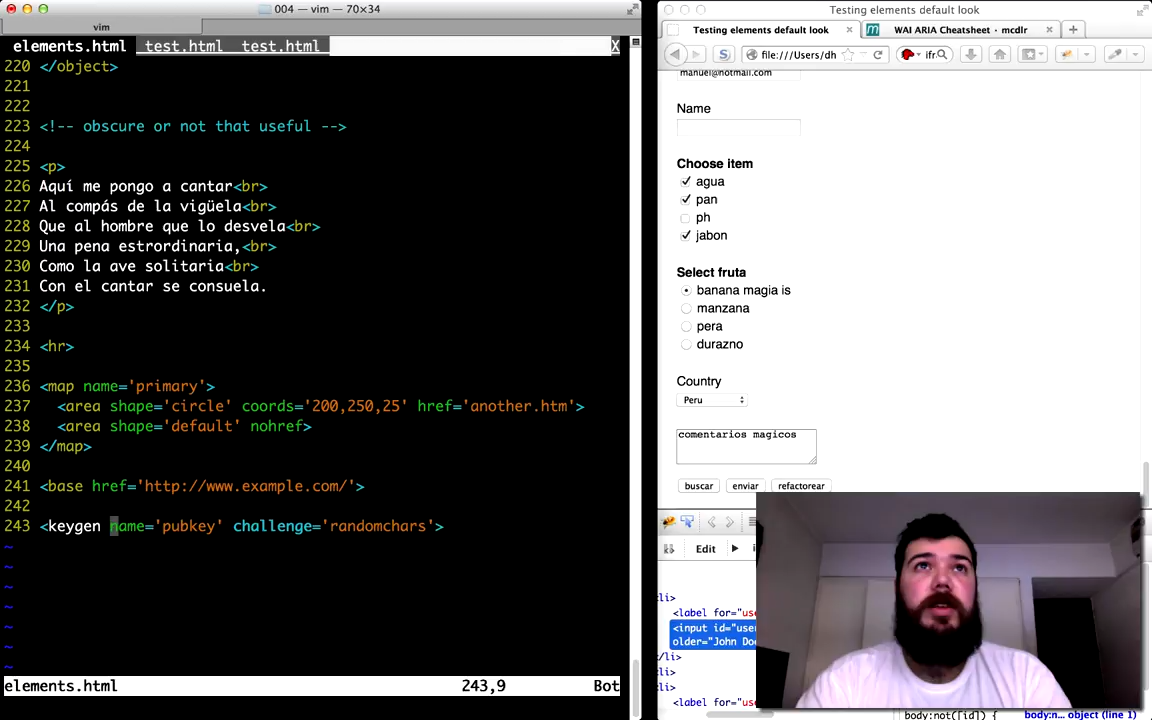 004 — vim — 70×34
vim
elements.html test.html test.html X
220 </object>
221
222
223 <!-- obscure or not that useful -->
224
225 <p>
226 Aquí me pongo a cantar<br>
227 Al compás de la vigüela<br>
228 Que al hombre que lo desvela<br>
229 Una pena estrordinaria,<br>
230 Como la ave solitaria<br>
231 Con el cantar se consuela.
232 </p>
233
234 <hr>
235
236 <map name='primary'>
237   <area shape='circle' coords='200,250,25' href='another.htm'>
238   <area shape='default' nohref>
239 </map>
240
241 <base href='http://www.example.com/'>
242
243 <keygen name='pubkey' challenge='randomchars'>
~
~
~
~
~
~
~
elements.html 243,9 Bot
Testing elements default look
Testing elements default look × WAI ARIA Cheatsheet • mcdlr × +
S file:///Users/dh ifr
manuel@hotmail.com
Name
Choose item
agua
pan
ph
jabon
Select fruta
banana magia is
manzana
pera
durazno
Country
Peru
comentarios magicos
buscar enviar refactorear
Edit
li>
<label for="use
<input id="user
older="John Doe
/li>
li>
<label for="use
body:not([id]) { body:n... object (line 1)